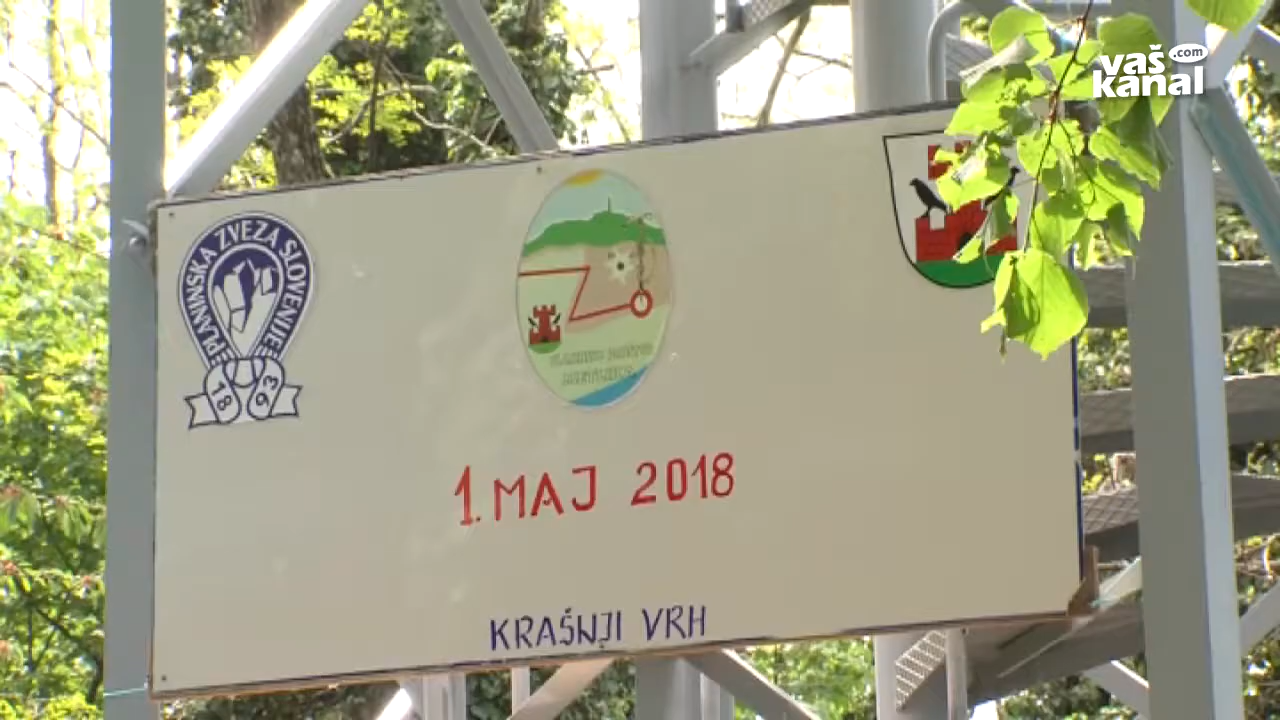 vaš
.com
kanal
PLANINSKA ZVEZA SLOVENIJE
18 93
1. MAJ 2018
KRAŠNJI VRH